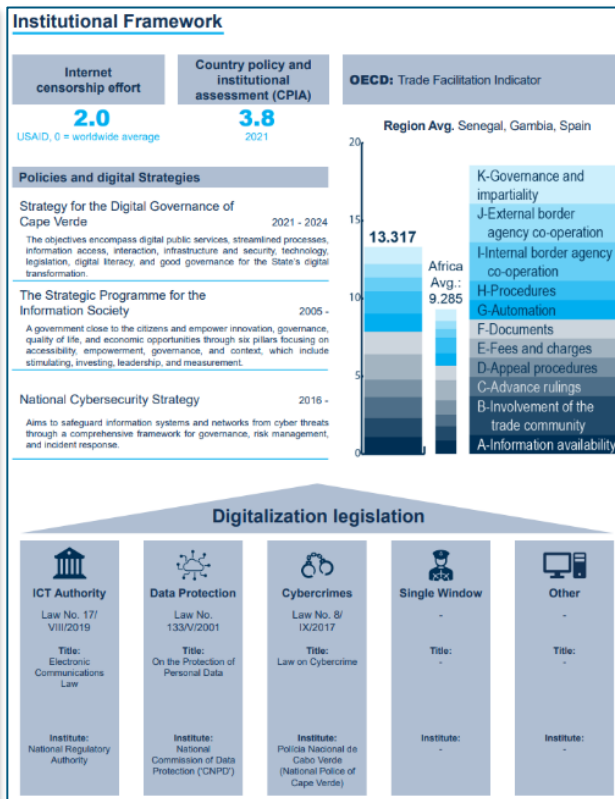 Institutional Framework
Internet
censorship effort
2.0
USAID, 0 = worldwide average
Country policy and
institutional
assessment (CPIA)
3.8
2021
OECD: Trade Facilitation Indicator
Policies and digital Strategies
Strategy for the Digital Governance of
Cape Verde 2021 - 2024
The objectives encompass digital public services, streamlined processes,
information access, interaction, infrastructure and security, technology,
legislation, digital literacy, and good governance for the State's digital
transformation.
The Strategic Programme for the
Information Society 2005 -
A government close to the citizens and empower innovation, governance,
quality of life, and economic opportunities through six pillars focusing on
accessibility, empowerment, governance, and context, which include
stimulating, investing, leadership, and measurement.
National Cybersecurity Strategy 2016 -
Aims to safeguard information systems and networks from cyber threats
through a comprehensive framework for governance, risk management,
and incident response.
Region Avg. Senegal, Gambia, Spain
20
15
10
5
0
13.317
Africa
Avg.:
9.285
K-Governance and
impartiality
J-External border
agency co-operation
I-Internal border agency
co-operation
H-Procedures
G-Automation
F-Documents
E-Fees and charges
D-Appeal procedures
C-Advance rulings
B-Involvement of the
trade community
A-Information availability
Digitalization legislation
ICT Authority
Law No. 17/
VIII/2019
Title:
Electronic
Communications
Law
Institute:
National Regulatory
Authority
Data Protection
Law No.
133/V/2001
Title:
On the Protection of
Personal Data
Institute:
National
Commission of Data
Protection ('CNPD')
Cybercrimes
Law No. 8/
IX/2017
Title:
Law on Cybercrime
Institute:
Polícia Nacional de
Cabo Verde
(National Police of
Cape Verde)
Single Window
-
Title:
-
Institute:
-
Other
-
Title:
-
Institute:
-